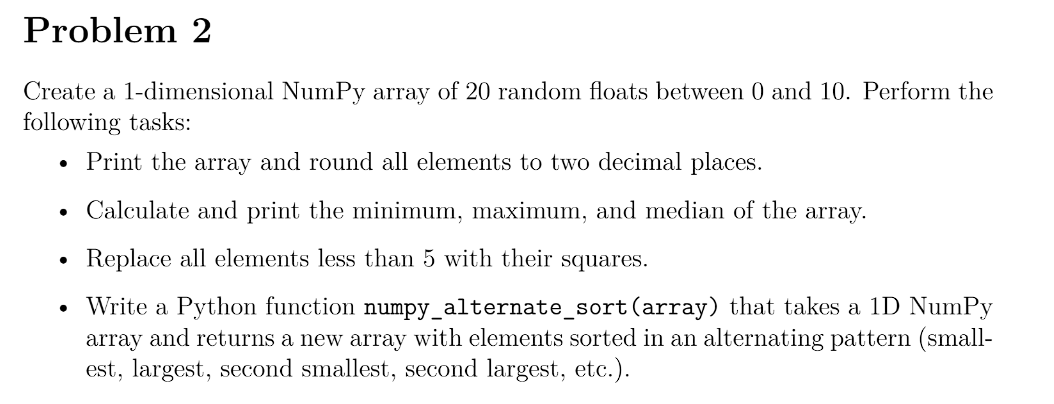 Problem 2
Create a 1-dimensional NumPy array of 20 random floats between 0 and 10. Perform the
following tasks:
• Print the array and round all elements to two decimal places.
• Calculate and print the minimum, maximum, and median of the array.
• Replace all elements less than 5 with their squares.
• Write a Python function numpy_alternate_sort(array) that takes a 1D NumPy
array and returns a new array with elements sorted in an alternating pattern (small-
est, largest, second smallest, second largest, etc.).